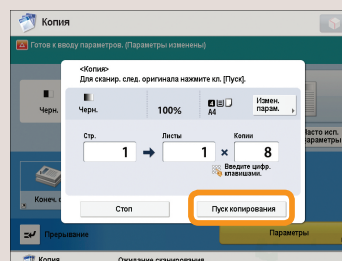 Копия
Готов к вводу параметров. (Параметры изменены)
<Копия>
Для сканир. след. оригинала нажмите кл. [Пуск].
Черн.
Черн.
100%
A4
Измен.
парам.
Часто исп.
параметры
Стр.
Листы
Копии
1
1
×
8
Введите цифр.
клавишами.
Конеч.
Стоп
Пуск копирования
Прерывание
Параметры
Копия
Ожидание сканирования